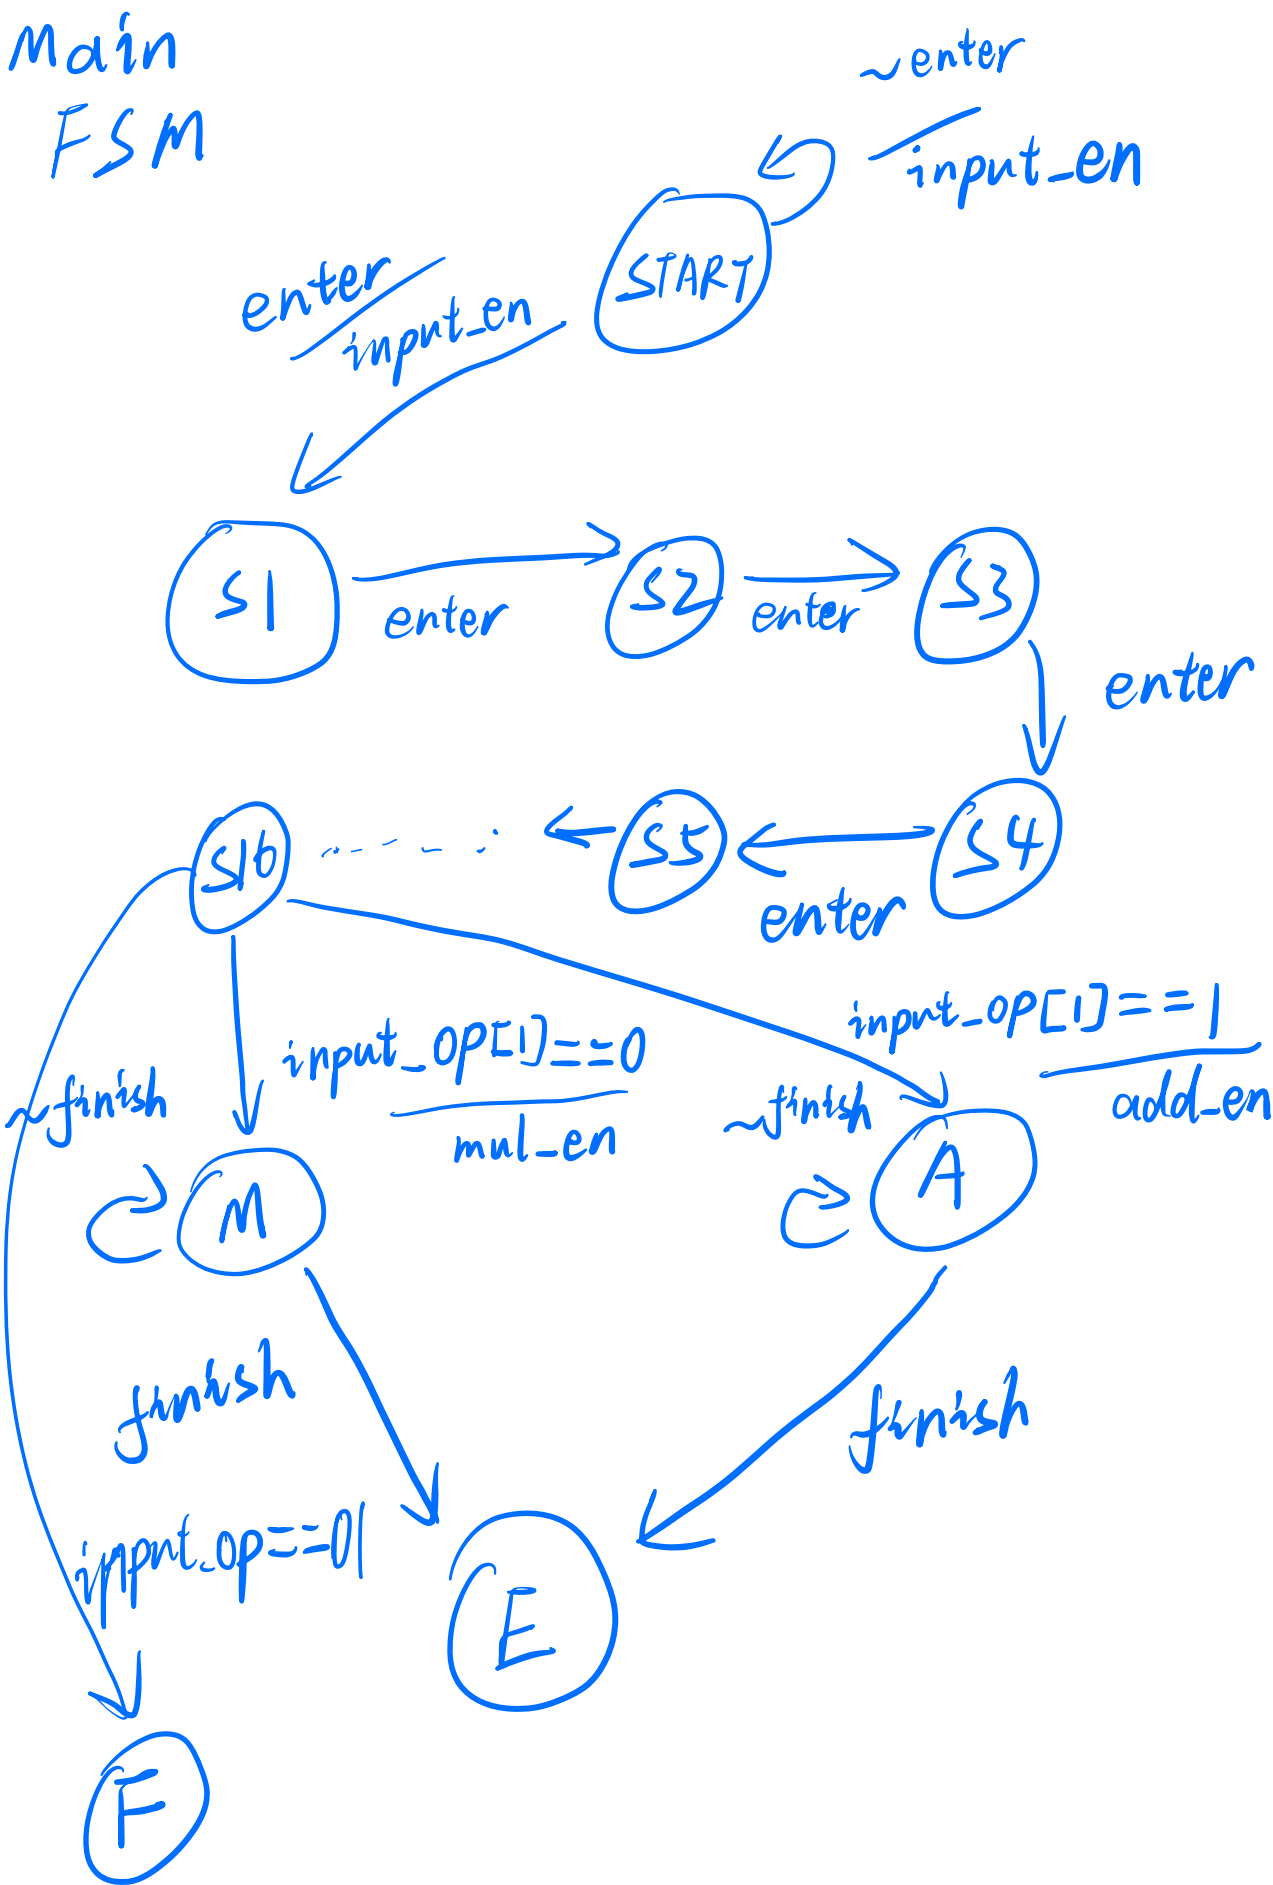 Main
FSM
~enter
input_en
START
enter
input_en
S1
enter
S2
enter
S3
enter
S4
enter
S5
S16
input_op[1]==1
add_en
input_op[1]==0
mul_en
~finish
~finish
M
A
finish
finish
input_op==01
E
F